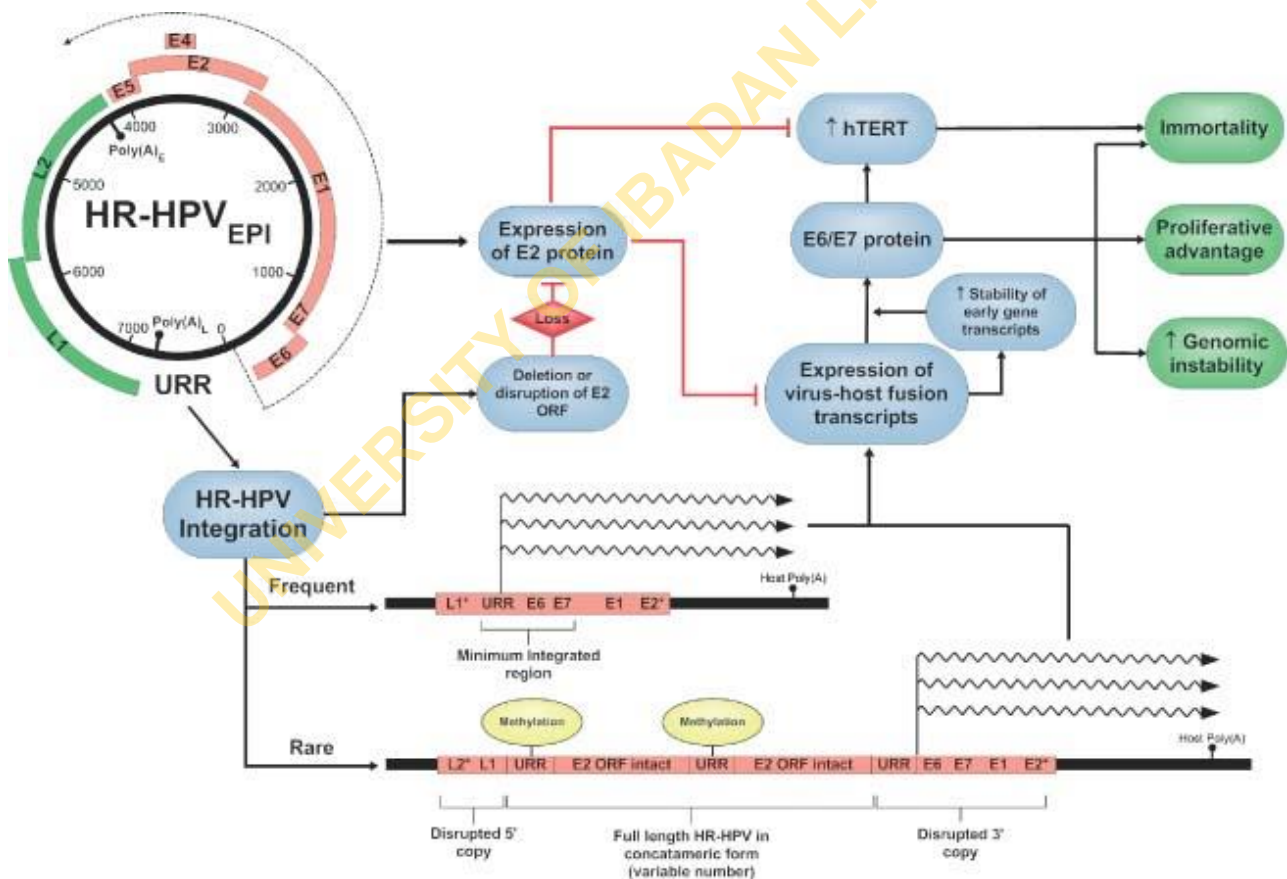 E4
E2
E5
4000
3000
Poly(A)E
L2
5000
2000
E1
HR-HPV EPI
6000
1000
E7
Poly(A)L
7000
0
L1
E6
URR
Expression
of E2 protein
Loss
Deletion or
disruption of E2
ORF
↑ hTERT
E6/E7 protein
↑ Stability of
early gene
transcripts
Expression of
virus-host fusion
transcripts
Immortality
Proliferative
advantage
↑ Genomic
instability
HR-HPV
Integration
Frequent
Host Poly(A)
L1* URR E6 E7 E1 E2*
Minimum integrated
region
Methylation
Methylation
Rare
Host Poly(A)
L2* L1 URR E2 ORF intact URR E2 ORF intact URR E6 E7 E1 E2*
Disrupted 5'
copy
Full length HR-HPV in
concatameric form
(variable number)
Disrupted 3'
copy
UNIVERSITY OF IBADAN